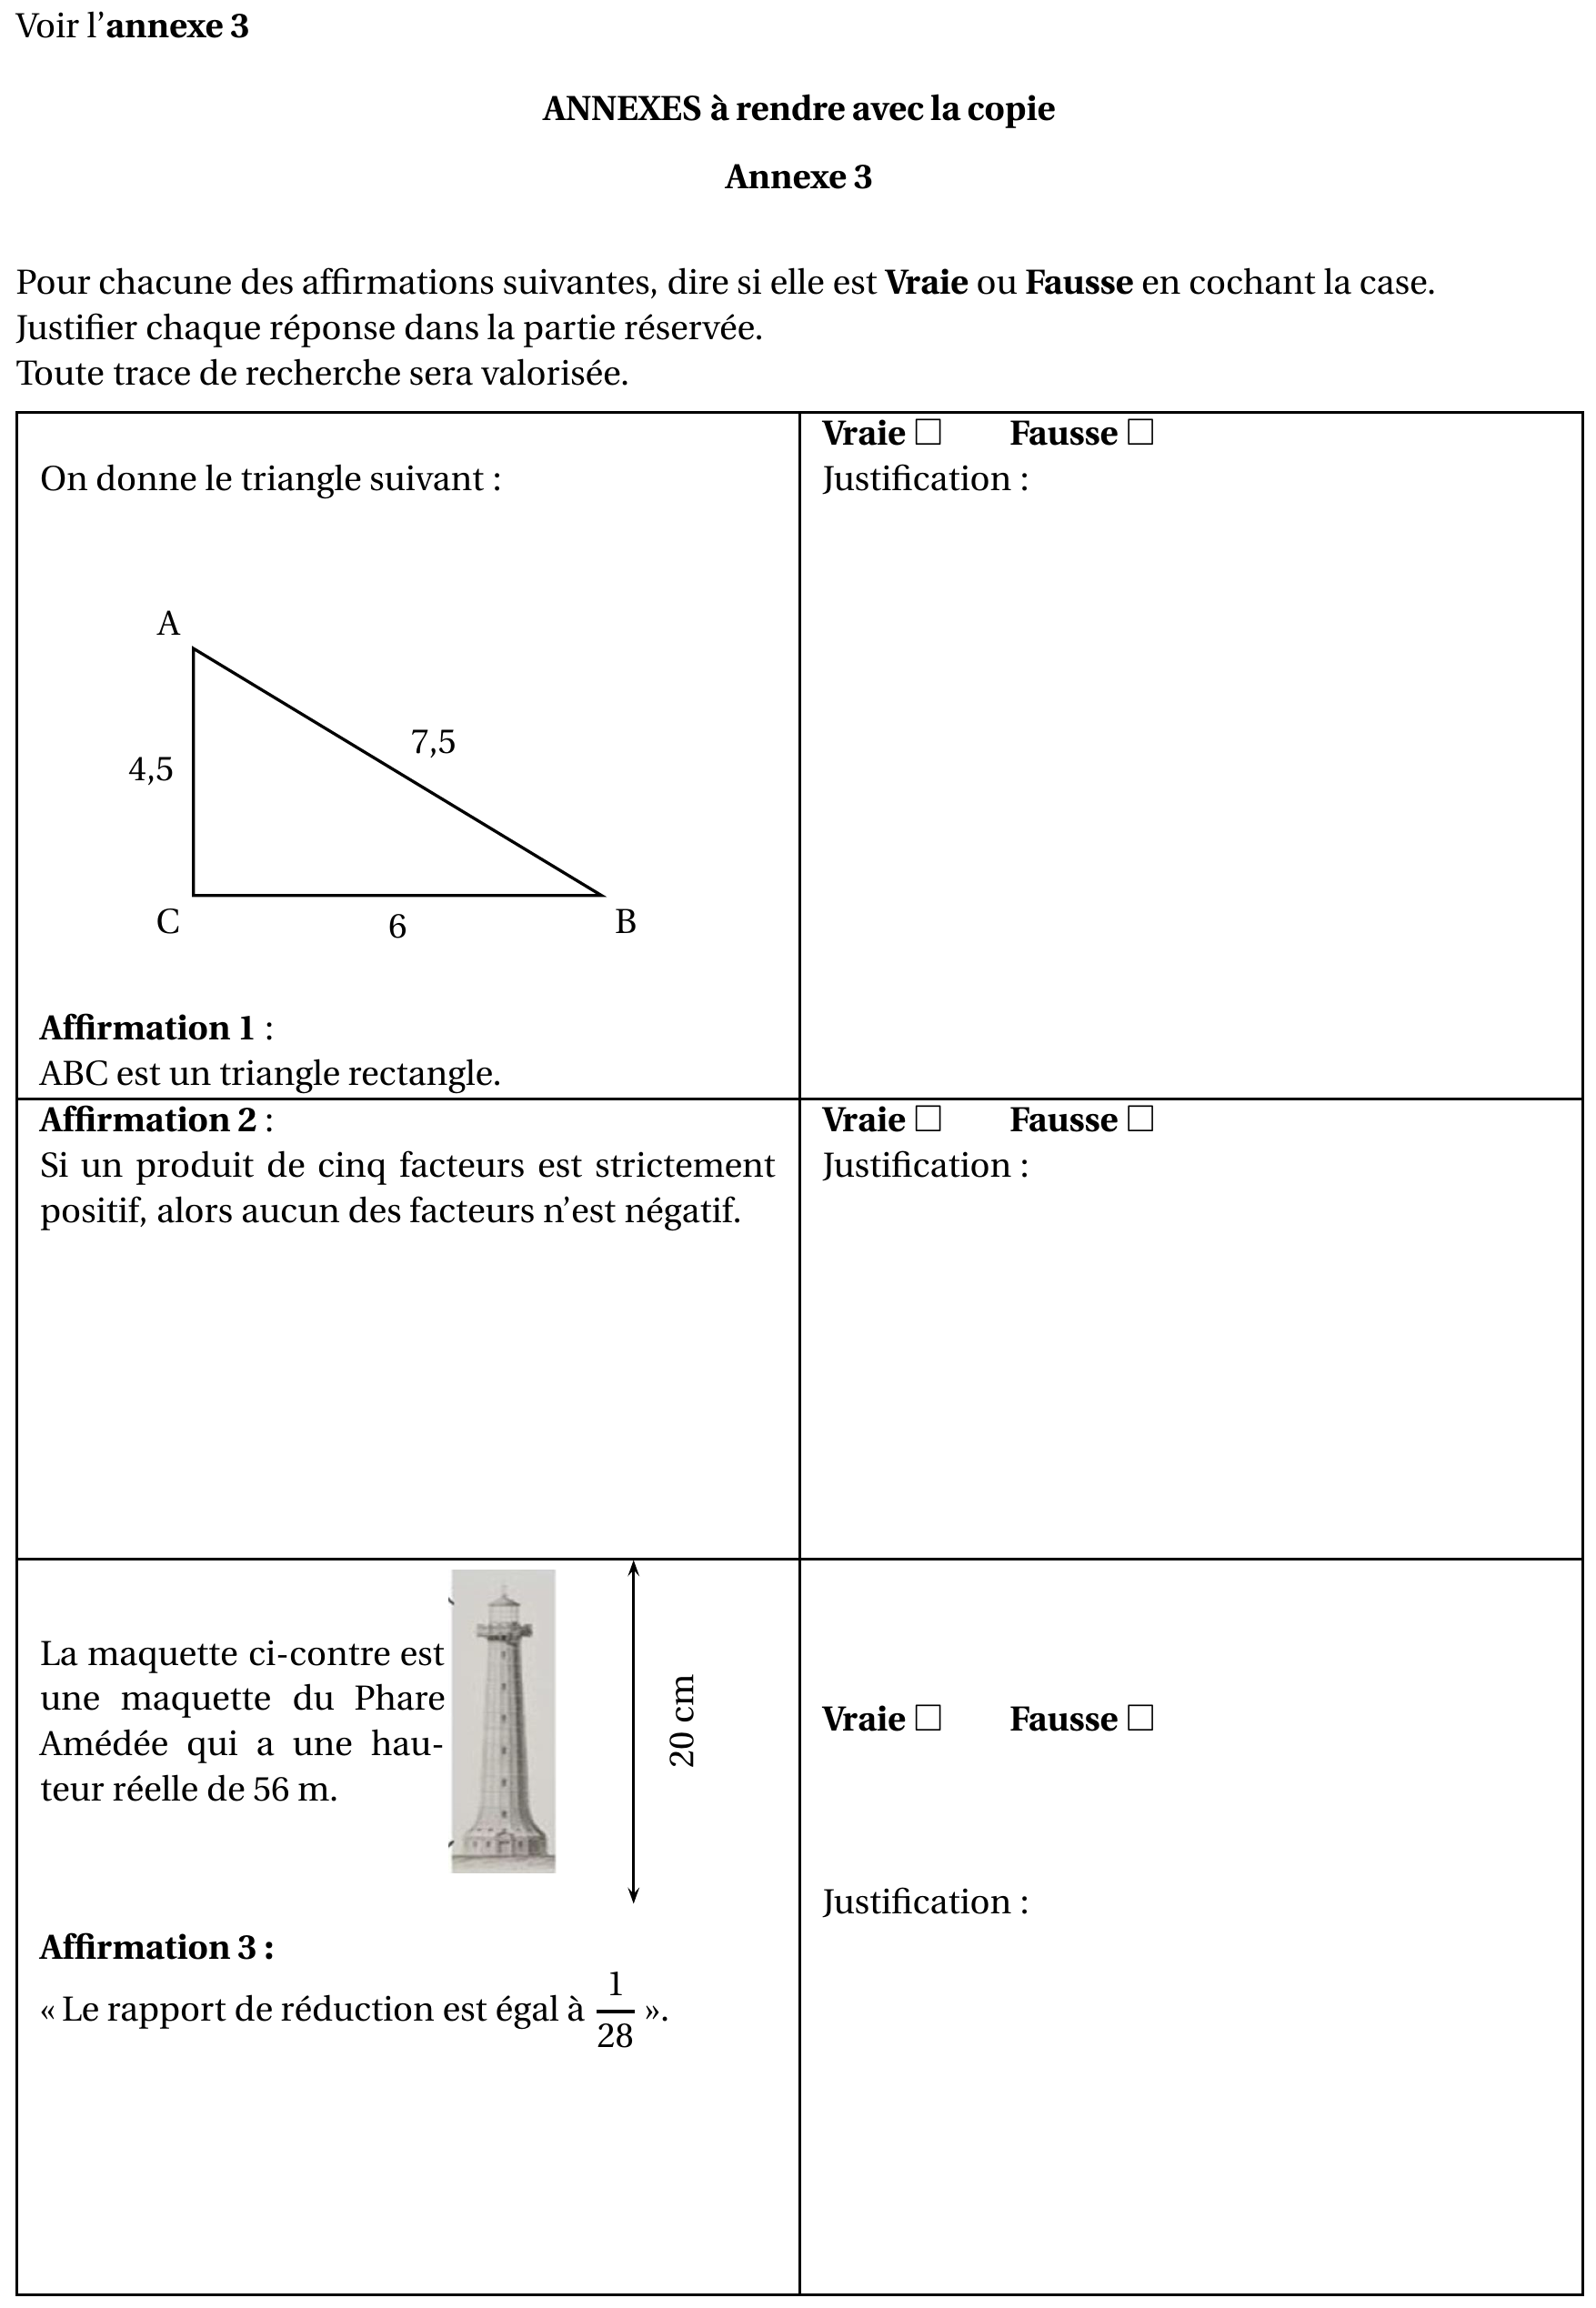 Voir l’annexe 3
ANNEXES à rendre avec la copie
Annexe 3
Pour chacune des affirmations suivantes, dire si elle est Vraie ou Fausse en cochant la case.
Justifier chaque réponse dans la partie réservée.
Toute trace de recherche sera valorisée.
On donne le triangle suivant :
A
7,5
4,5
C
6
B
Affirmation 1 :
ABC est un triangle rectangle.
Vraie □ Fausse □
Justification :
Affirmation 2 :
Si un produit de cinq facteurs est strictement
positif, alors aucun des facteurs n’est négatif.
Vraie □ Fausse □
Justification :
La maquette ci-contre est
une maquette du Phare
Amédée qui a une hau-
teur réelle de 56 m.
20 cm
Affirmation 3 :
« Le rapport de réduction est égal à 1/28 ».
Vraie □ Fausse □
Justification :